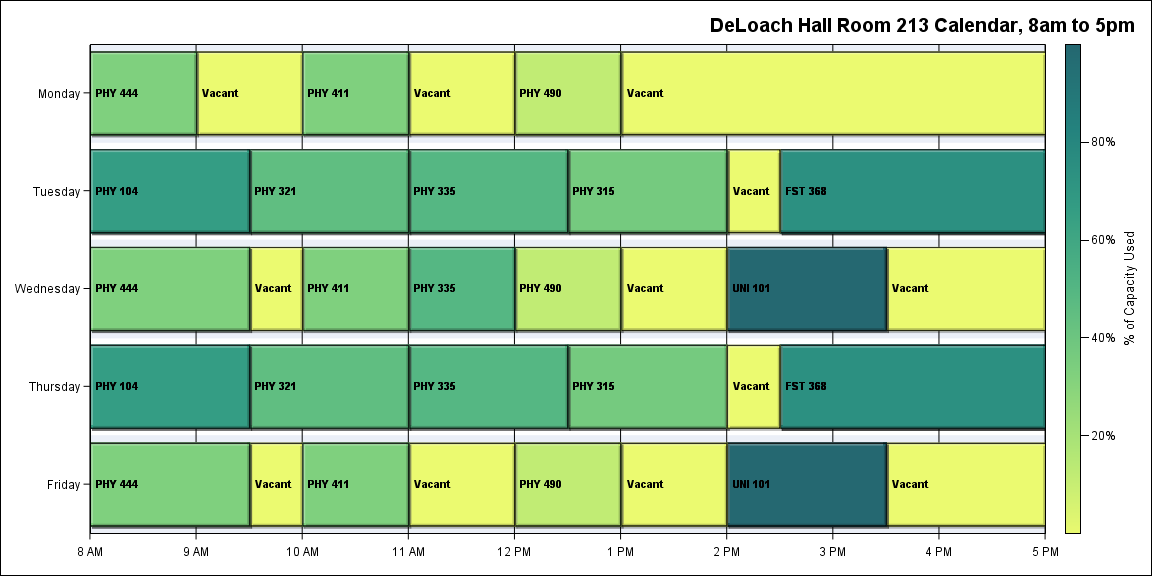 DeLoach Hall Room 213 Calendar, 8am to 5pm
Monday
PHY 444
Vacant
PHY 411
Vacant
PHY 490
Vacant
Tuesday
PHY 104
PHY 321
PHY 335
PHY 315
Vacant
FST 368
Wednesday
PHY 444
Vacant
PHY 411
PHY 335
PHY 490
Vacant
UNI 101
Vacant
Thursday
PHY 104
PHY 321
PHY 335
PHY 315
Vacant
FST 368
Friday
PHY 444
Vacant
PHY 411
Vacant
PHY 490
Vacant
UNI 101
Vacant
8 AM
9 AM
10 AM
11 AM
12 PM
1 PM
2 PM
3 PM
4 PM
5 PM
80%
60%
40%
20%
% of Capacity Used